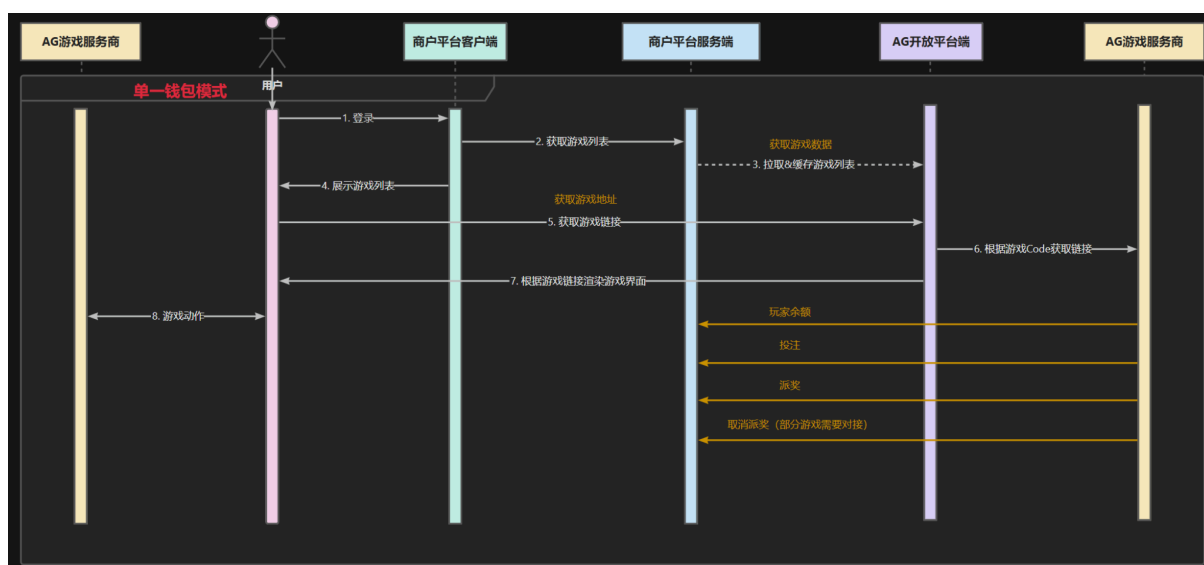 AG游戏服务商
商户平台客户端
商户平台服务端
AG开放平台端
AG游戏服务商
用户
单一钱包模式
1. 登录
2. 获取游戏列表
获取游戏数据
3. 拉取&缓存游戏列表
4. 展示游戏列表
获取游戏地址
5. 获取游戏链接
6. 根据游戏Code获取链接
7. 根据游戏链接渲染游戏界面
8. 游戏动作
玩家余额
投注
派奖
取消派奖（部分游戏需要对接）